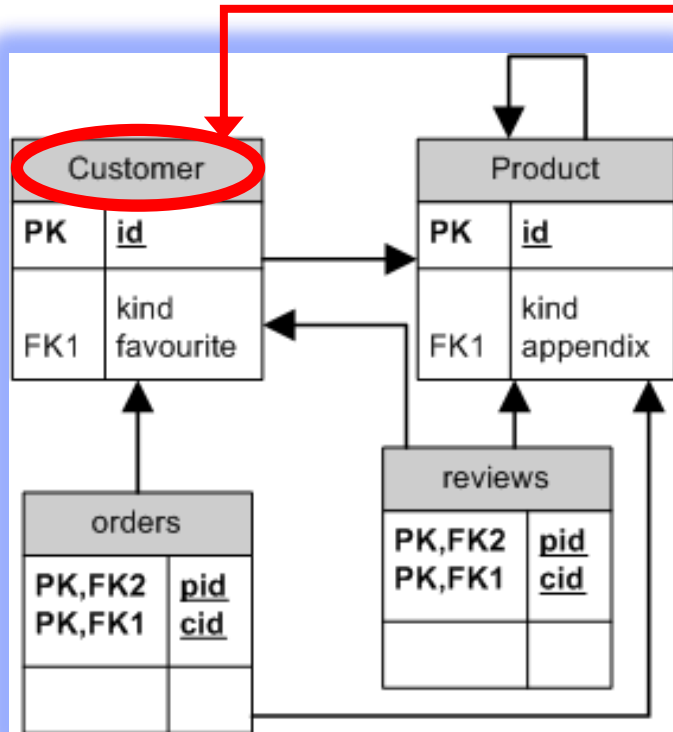 Customer
PK id
kind
FK1 favourite
Product
PK id
kind
FK1 appendix
orders
PK,FK2 pid
PK,FK1 cid
reviews
PK,FK2 pid
PK,FK1 cid